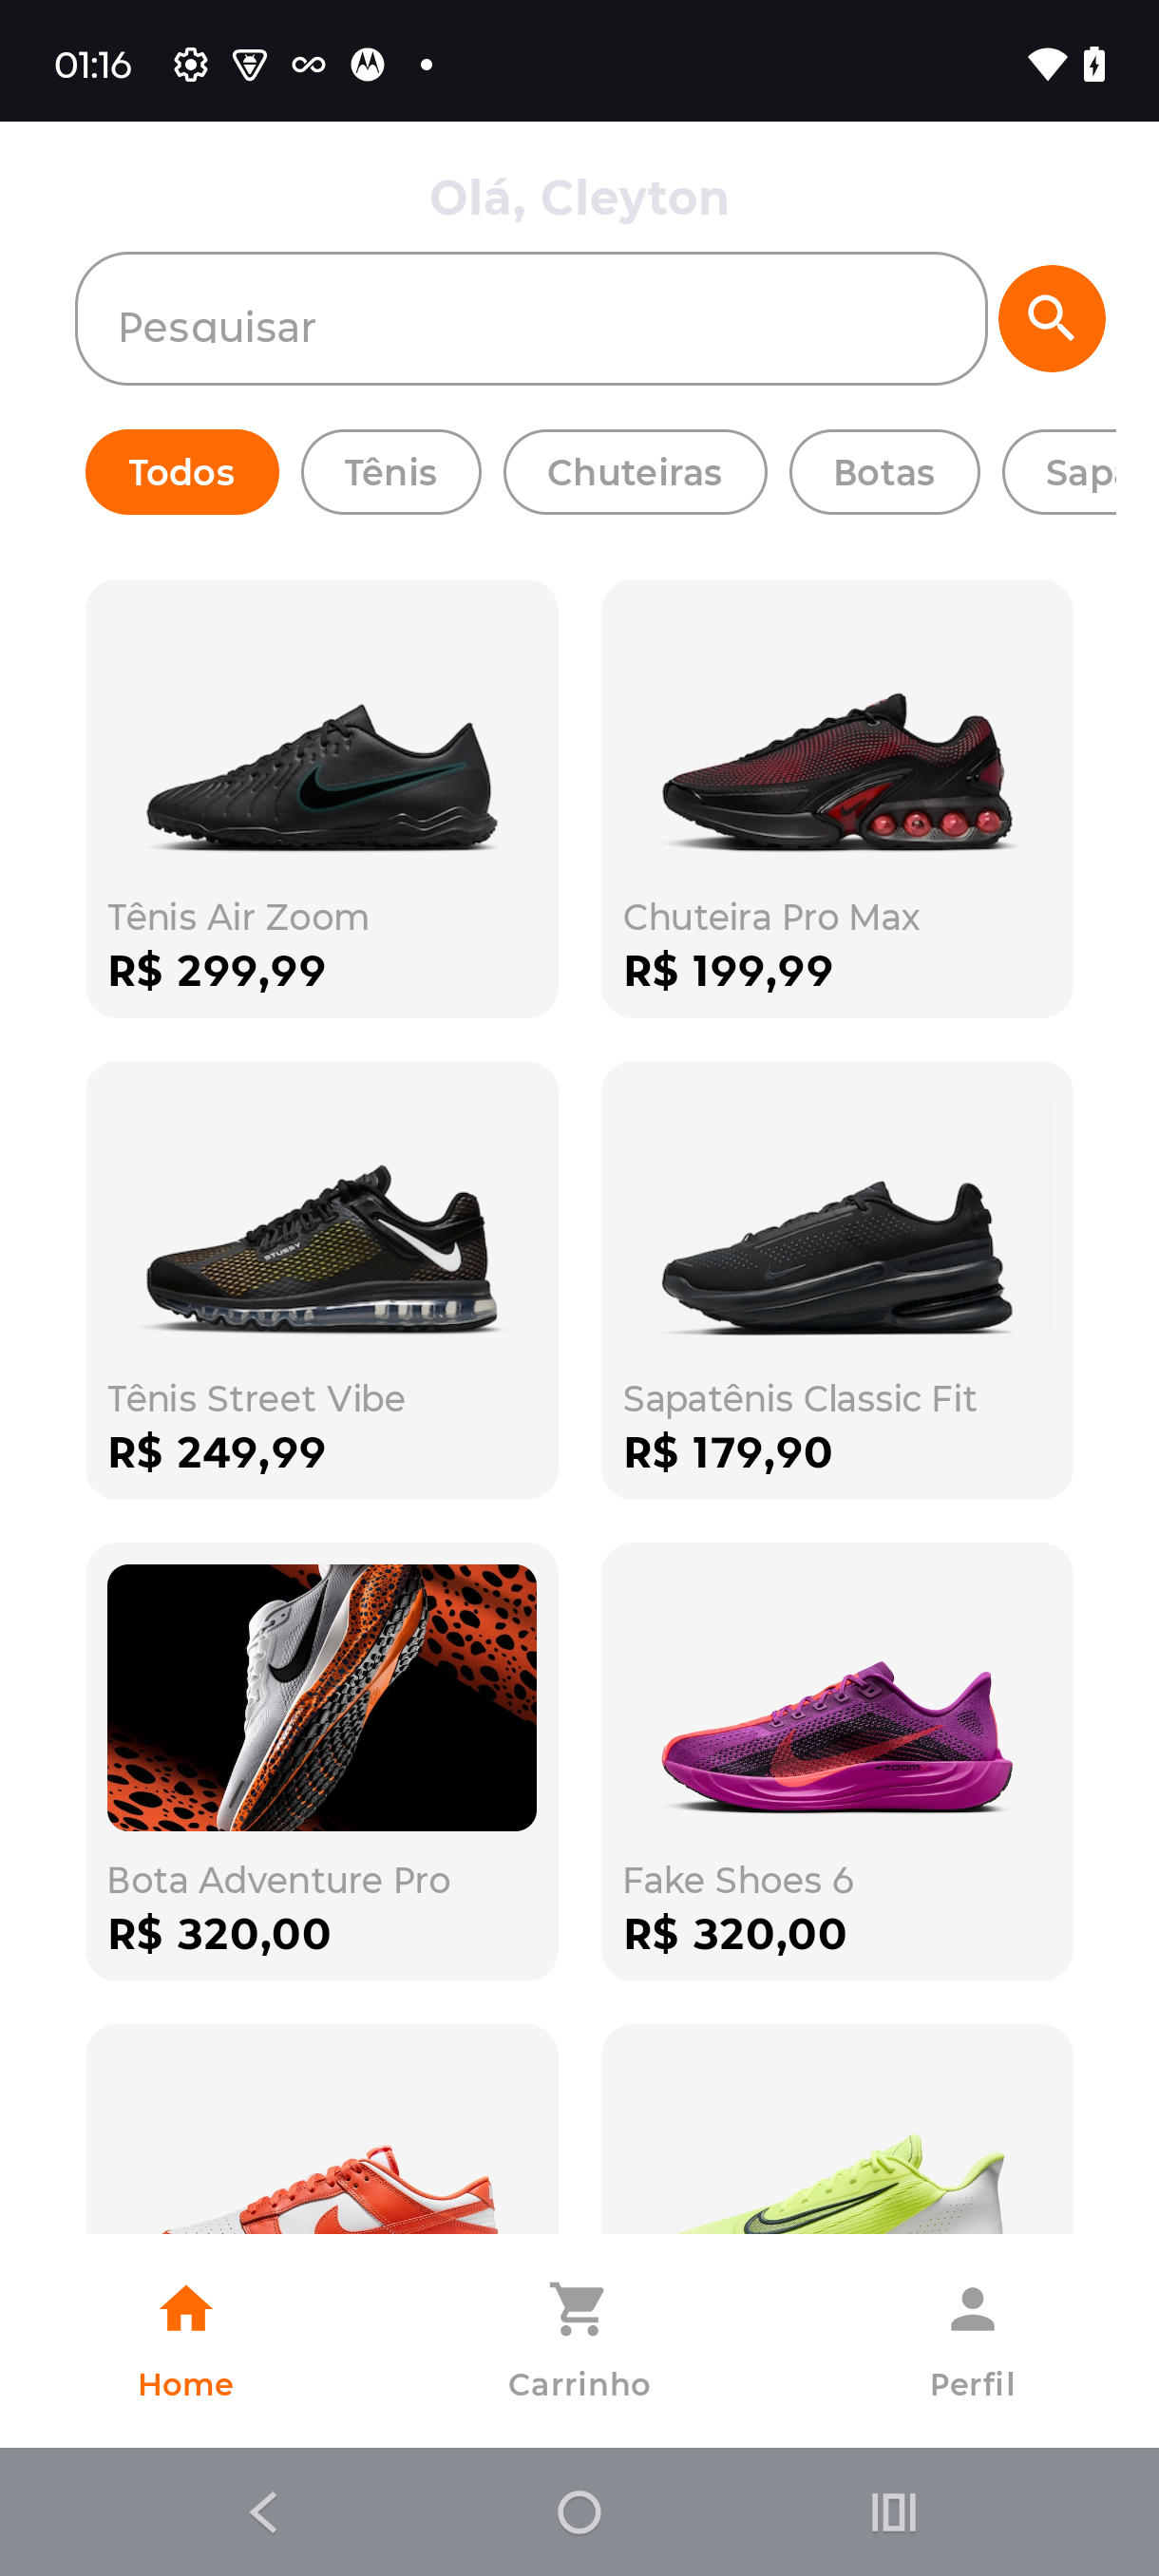 01:16
Olá, Cleyton
Pesquisar
Todos Tênis Chuteiras Botas Sapa
Tênis Air Zoom Chuteira Pro Max
R$ 299,99 R$ 199,99
STUSSY
Tênis Street Vibe Sapatênis Classic Fit
R$ 249,99 R$ 179,90
ZOOMX
Bota Adventure Pro Fake Shoes 6
R$ 320,00 R$ 320,00
Home Carrinho Perfil